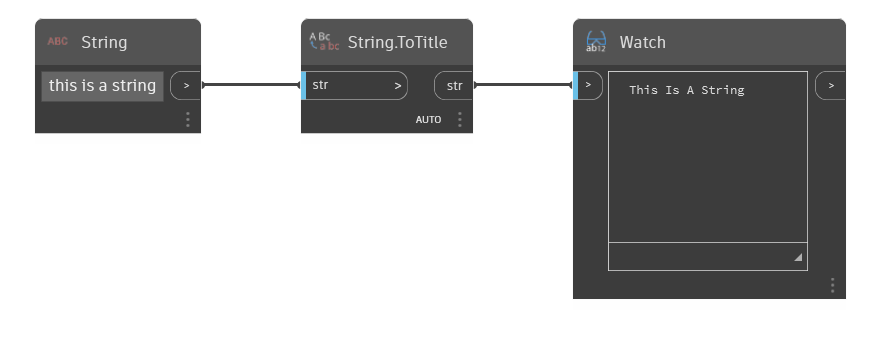 ABC String
this is a string >
A Bc
a bc
String.ToTitle
str > str
AUTO
ab12
Watch
> This Is A String >